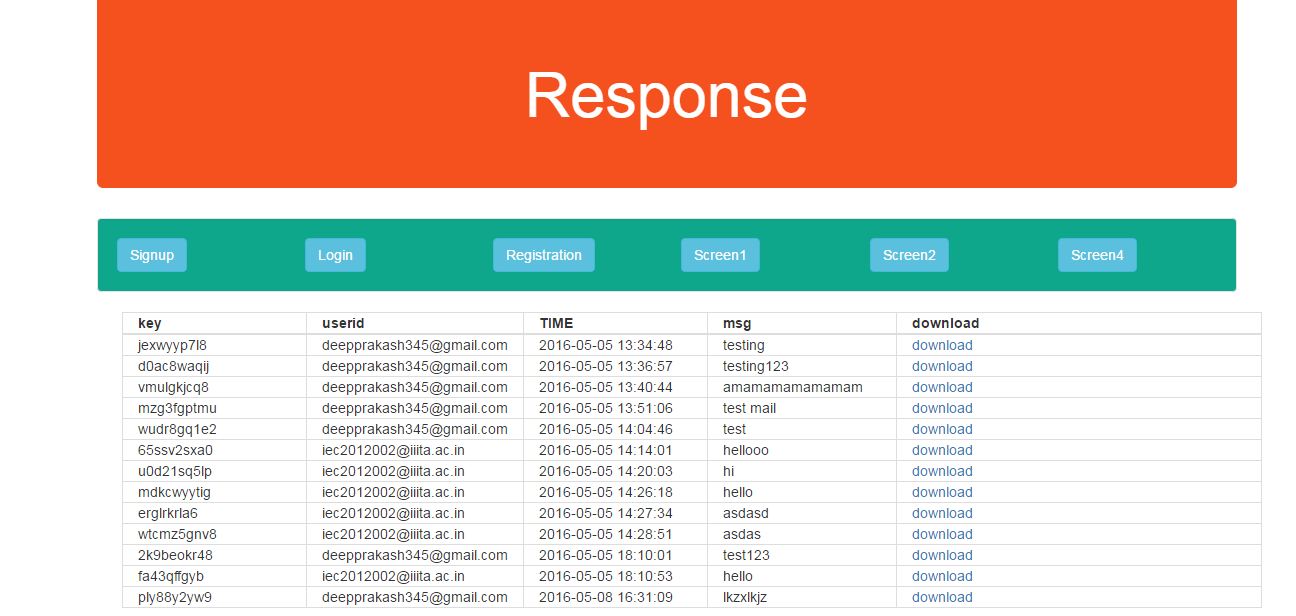 Response
Signup Login Registration Screen1 Screen2 Screen4
key userid TIME msg download
jexwyyp7l8 deepprakash345@gmail.com 2016-05-05 13:34:48 testing download
d0ac8waqij deepprakash345@gmail.com 2016-05-05 13:36:57 testing123 download
vmulgkjcq8 deepprakash345@gmail.com 2016-05-05 13:40:44 amamamamamamam download
mzg3fgptmu deepprakash345@gmail.com 2016-05-05 13:51:06 test mail download
wudr8gq1e2 deepprakash345@gmail.com 2016-05-05 14:04:46 test download
65ssv2sxa0 iec2012002@iiita.ac.in 2016-05-05 14:14:01 hellooo download
u0d21sq5lp iec2012002@iiita.ac.in 2016-05-05 14:20:03 hi download
mdkcwyytig iec2012002@iiita.ac.in 2016-05-05 14:26:18 hello download
erglrkrla6 iec2012002@iiita.ac.in 2016-05-05 14:27:34 asdasd download
wtcmz5gnv8 iec2012002@iiita.ac.in 2016-05-05 14:28:51 asdas download
2k9beokr48 deepprakash345@gmail.com 2016-05-05 18:10:01 test123 download
fa43qffgyb iec2012002@iiita.ac.in 2016-05-05 18:10:53 hello download
ply88y2yw9 deepprakash345@gmail.com 2016-05-08 16:31:09 lkzxlkjz download